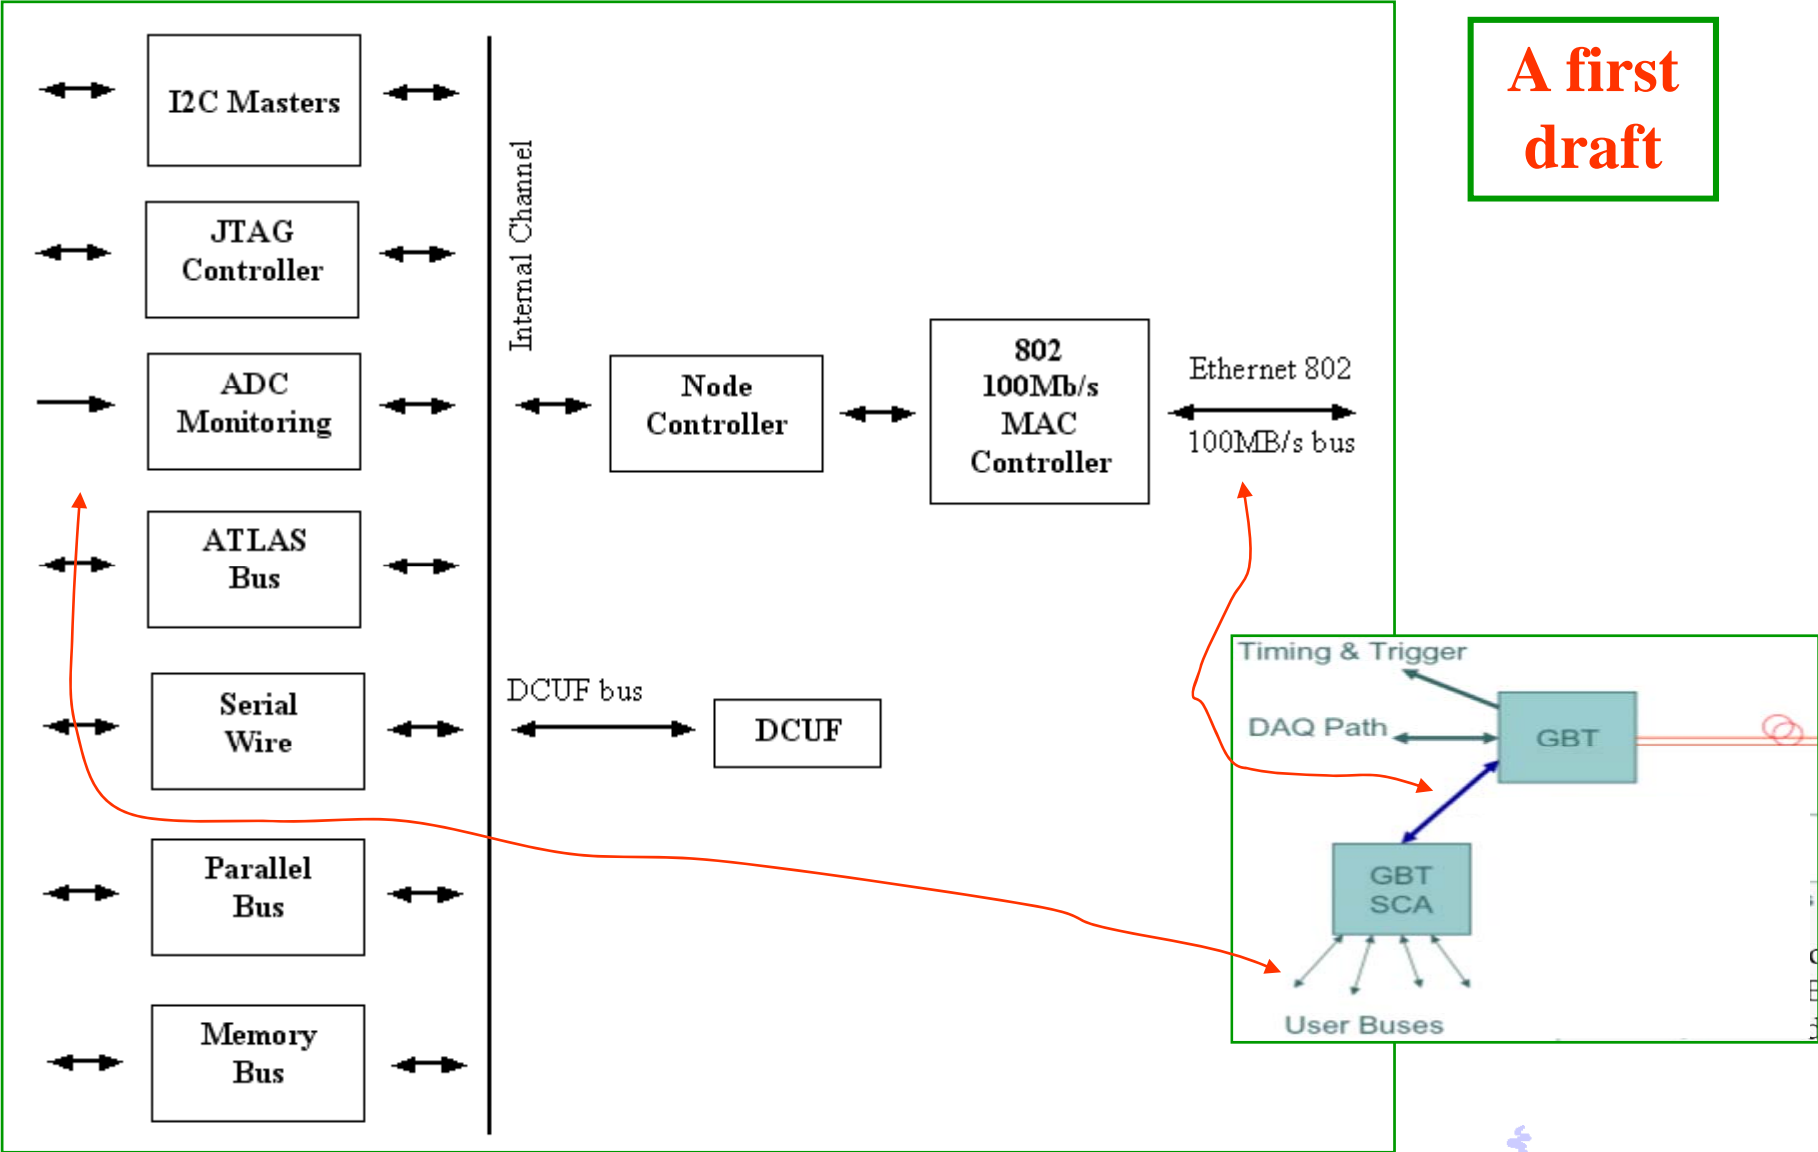 A first
draft
I2C Masters
JTAG
Controller
ADC
Monitoring
ATLAS
Bus
Serial
Wire
Parallel
Bus
Memory
Bus
Internal Channel
Node
Controller
802
100Mb/s
MAC
Controller
Ethernet 802
100MB/s bus
DCUF bus
DCUF
Timing & Trigger
DAQ Path
GBT
GBT
SCA
User Buses